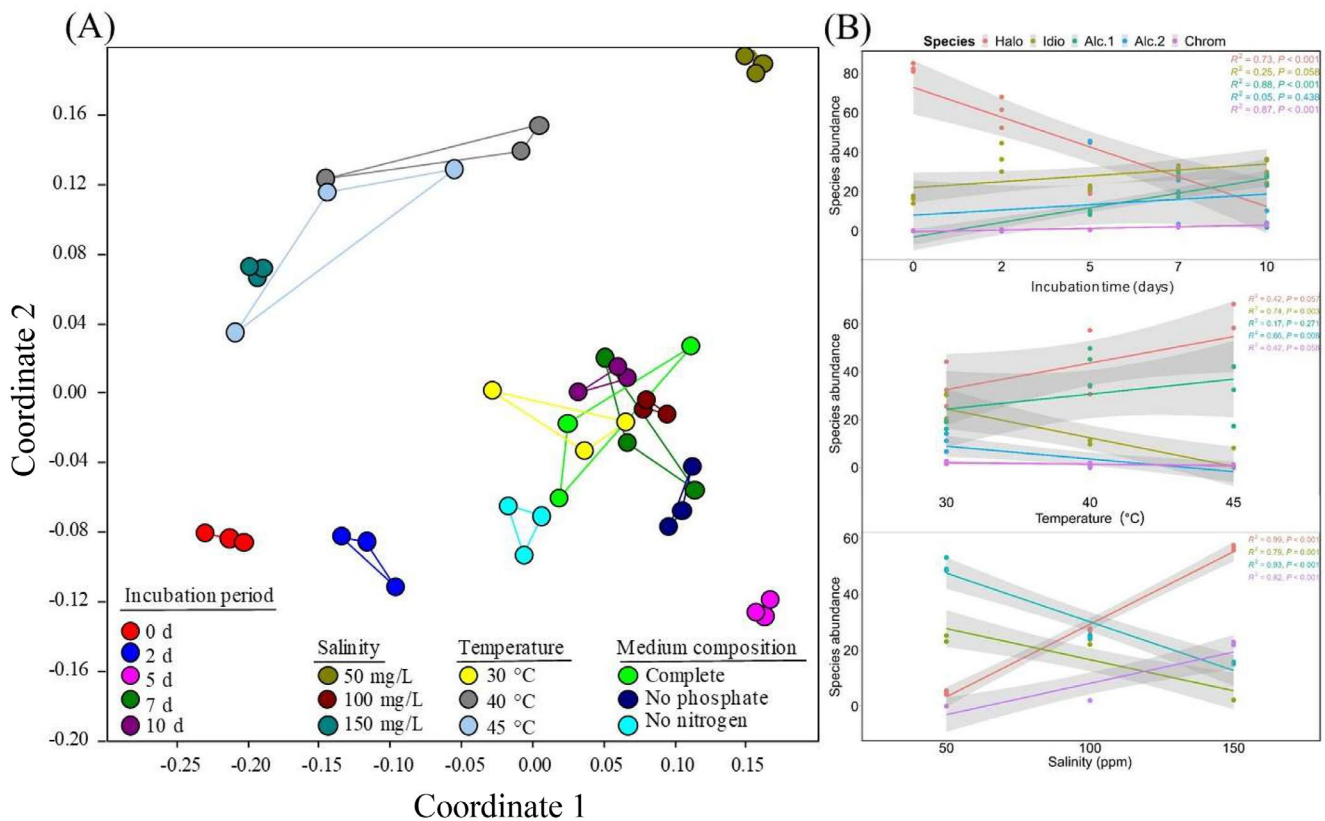 (A)
0.16
0.12
0.08
0.04
0.00
-0.04
-0.08
-0.12
-0.16
-0.20
Coordinate 2
-0.25 -0.20 -0.15 -0.10 -0.05 0.00 0.05 0.10 0.15
Coordinate 1
Incubation period
0 d
2 d
5 d
7 d
10 d
Salinity
50 mg/L
100 mg/L
150 mg/L
Temperature
30 °C
40 °C
45 °C
Medium composition
Complete
No phosphate
No nitrogen
(B)
Species Halo Idio Alc.1 Alc.2 Chrom
R² = 0.73, P < 0.001
R² = 0.25, P = 0.058
R² = 0.88, P < 0.001
R² = 0.05, P = 0.438
R² = 0.87, P < 0.001
80
60
40
20
0
Species abundance
0 2 5 7 10
Incubation time (days)
R² = 0.42, P = 0.057
R² = 0.74, P = 0.003
R² = 0.17, P = 0.271
R² = 0.66, P = 0.008
R² = 0.42, P = 0.058
60
40
20
0
Species abundance
30 40 45
Temperature (°C)
R² = 0.99, P < 0.001
R² = 0.79, P = 0.001
R² = 0.93, P < 0.001
R² = 0.82, P < 0.001
60
40
20
0
Species abundance
50 100 150
Salinity (ppm)